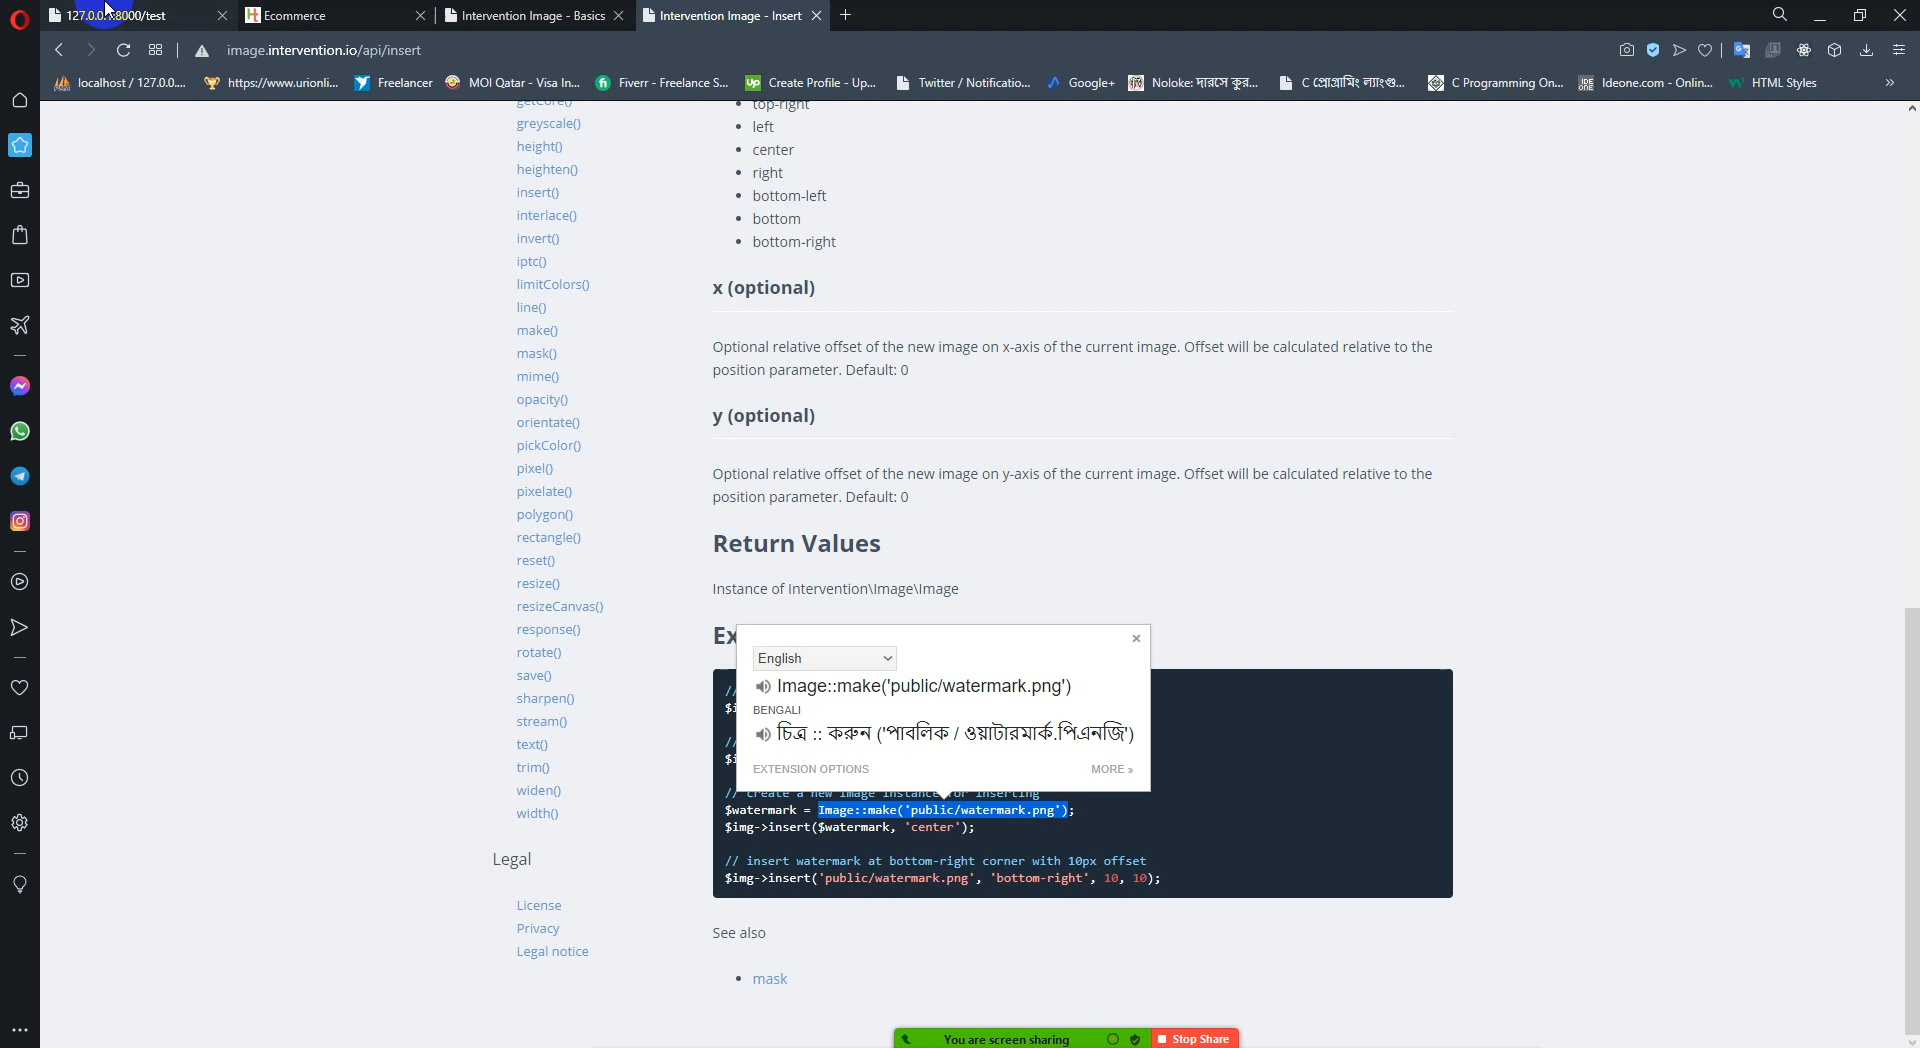 127.0.0.1:8000/test
Ecommerce
Intervention Image - Basics
Intervention Image - Insert
image.intervention.io/api/insert
localhost / 127.0.0...
https://www.urionli...
Freelancer
MOI Qatar - Visa In...
Fiverr - Freelance S...
Up
Create Profile - Up...
Twitter / Notificatio...
Google+
Noloke: দারসে কুর...
C প্রোগ্রামিং ল্যাংগু...
C Programming On...
Ideone.com - Onlin...
HTML Styles
getCore()
greyscale()
height()
heighten()
insert()
interlace()
invert()
iptc()
limitColors()
line()
make()
mask()
mime()
opacity()
orientate()
pickColor()
pixel()
pixelate()
polygon()
rectangle()
reset()
resize()
resizeCanvas()
response()
rotate()
save()
sharpen()
stream()
text()
trim()
widen()
width()
Legal
License
Privacy
Legal notice
top-right
left
center
right
bottom-left
bottom
bottom-right
x (optional)
Optional relative offset of the new image on x-axis of the current image. Offset will be calculated relative to the
position parameter. Default: 0
y (optional)
Optional relative offset of the new image on y-axis of the current image. Offset will be calculated relative to the
position parameter. Default: 0
Return Values
Instance of Intervention\Image\Image
Ex
English
Image::make('public/watermark.png')
BENGALI
চিত্র :: করুন ('পাবলিক / ওয়াটারমার্ক.পিএনজি')
EXTENSION OPTIONS
MORE »
//
$i
//
$i
// create a new image instance for inserting
$watermark = Image::make('public/watermark.png');
$img->insert($watermark, 'center');
// insert watermark at bottom-right corner with 10px offset
$img->insert('public/watermark.png', 'bottom-right', 10, 10);
See also
mask
You are screen sharing
Stop Share